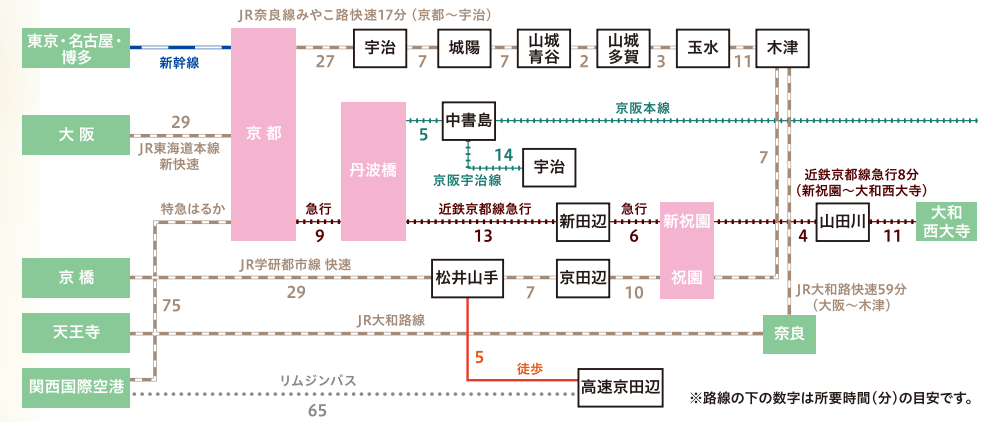 JR奈良線みやこ路快速17分（京都～宇治）
東京・名古屋・
博多
新幹線
京都
27
宇治
7
城陽
7
山城
青谷
2
山城
多賀
3
玉水
11
木津
大阪
29
JR東海道本線
新快速
丹波橋
5
中書島
京阪本線
14
京阪宇治線
宇治
7
近鉄京都線急行8分
（新祝園～大和西大寺）
特急はるか
急行
9
近鉄京都線急行
13
新田辺
急行
6
新祝園
4
山田川
11
大和
西大寺
京橋
JR学研都市線 快速
29
松井山手
7
京田辺
10
祝園
JR大和路快速59分
（大阪～木津）
75
天王寺
JR大和路線
奈良
関西国際空港
リムジンバス
65
5
徒歩
高速京田辺
※路線の下の数字は所要時間（分）の目安です。